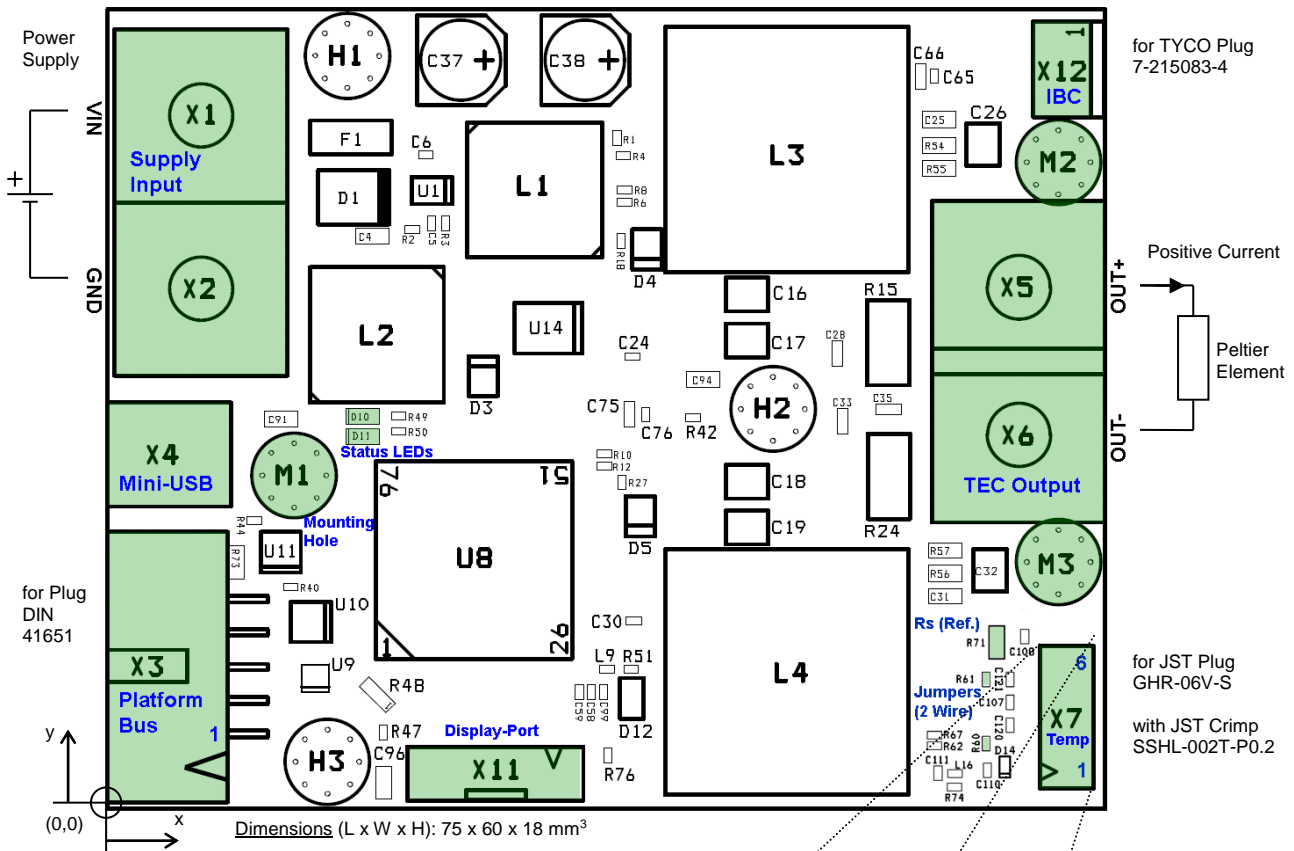 Power
Supply
VIN
+
GND
X1
Supply
Input
X2
H1
C37 +
C38 +
F1
C6
D1
U1
C4
R2
C5
R3
L1
R1
R4
R8
R6
R18
D4
L3
C66
C65
C25
R54
R55
C26
1
X12
IBC
M2
for TYCO Plug
7-215083-4
L2
U14
D3
C24
C16
C17
R15
C28
X5
OUT+
Positive Current
Peltier
Element
C75
C76
C94
R42
H2
C33
C35
X6
TEC Output
OUT-
X4
Mini-USB
C91
D10
D11
R49
R50
Status LEDs
M1
Mounting
Hole
R44
U11
R73
76
51
U8
1
26
R10
R12
R27
D5
C18
C19
R24
R57
R56
C31
C32
M3
for Plug
DIN
41651
X3
Platform
Bus
1
R40
U10
U9
R48
H3
R47
C96
Display-Port
X11
C30
L9
R51
C59
C58
C99
D12
R76
L4
Rs (Ref.)
R71
C108
R61
C121
C107
Jumpers
(2 Wire)
R67
R62
R60
C120
D14
C111
L16
R74
C110
6
X7
Temp
1
for JST Plug
GHR-06V-S
with JST Crimp
SSHL-002T-P0.2
y
(0,0)
x
Dimensions (L x W x H): 75 x 60 x 18 mm³